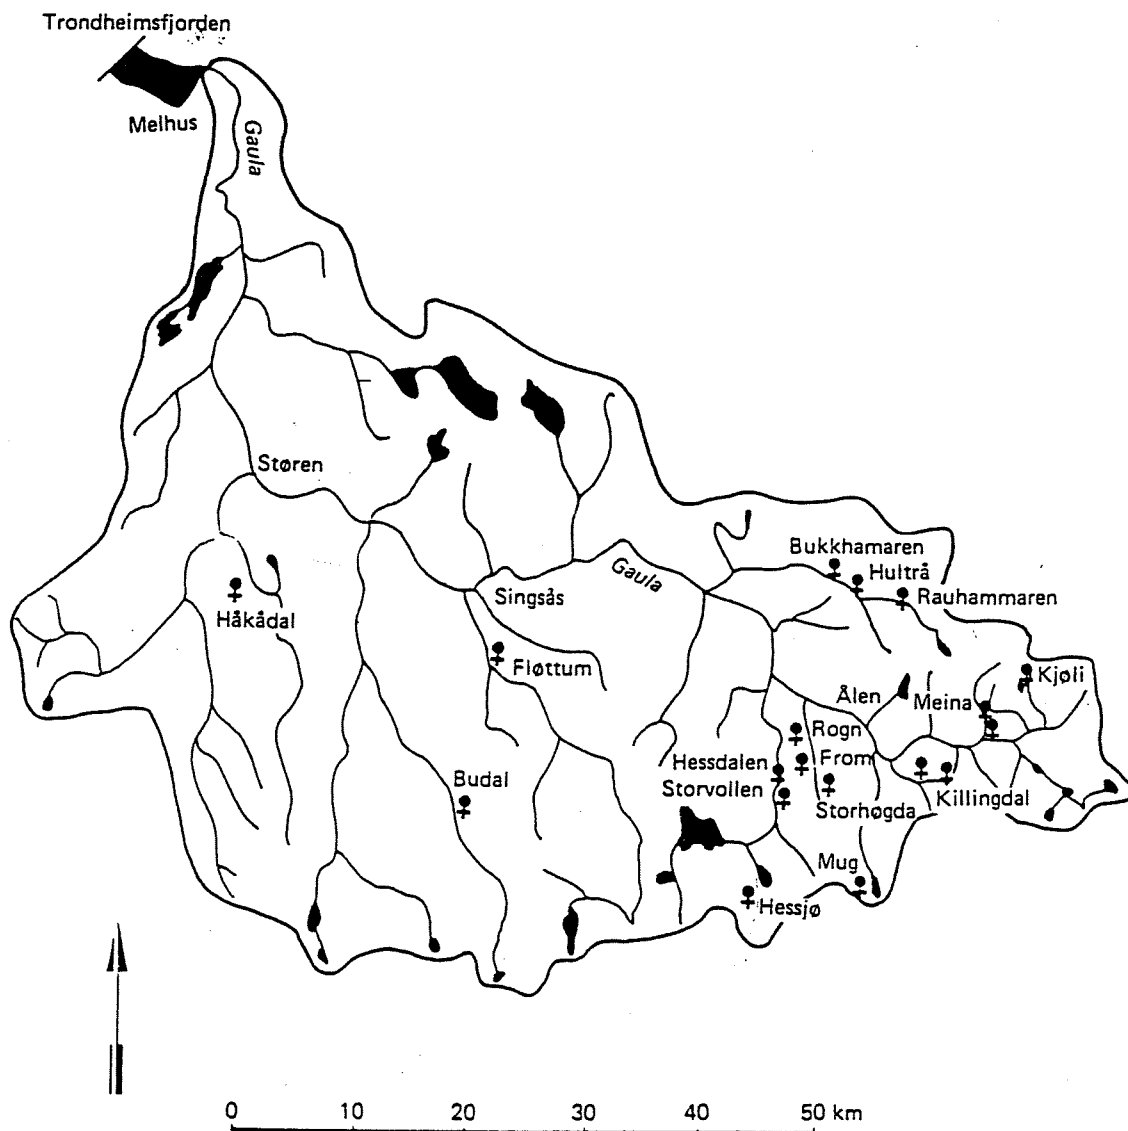 Trondheimsfjorden
Melhus
Gaula
Støren
Bukkhamaren
Hultrå
Gaula
Singsås
Rauhammaren
Håkådal
Fløttum
Kjøli
Ålen
Meina
Rogn
Hessdalen
From
Budal
Storvollen
Killingdal
Storhøgda
Mug
Hessjø
0 10 20 30 40 50 km